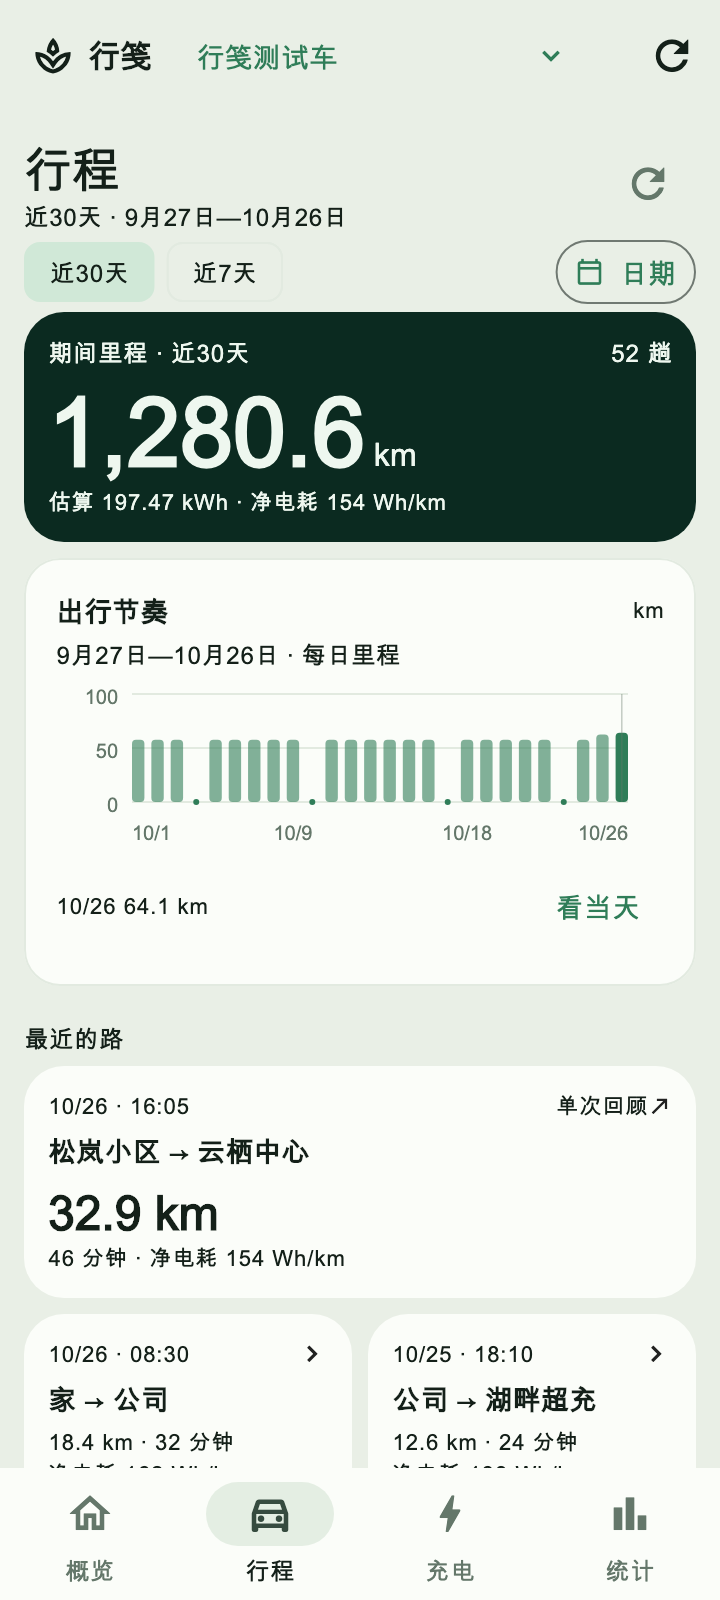 行笺 行笺测试车
行程
近30天 · 9月27日—10月26日
近30天 近7天 日期
期间里程 · 近30天 52 趟
1,280.6 km
估算 197.47 kWh · 净电耗 154 Wh/km
出行节奏 km
9月27日—10月26日 · 每日里程
100
50
0
10/1 10/9 10/18 10/26
10/26 64.1 km 看当天
最近的路
10/26 · 16:05 单次回顾↗
松岚小区 → 云栖中心
32.9 km
46 分钟 · 净电耗 154 Wh/km
10/26 · 08:30 10/25 · 18:10
家 → 公司 公司 → 湖畔超充
18.4 km · 32 分钟 12.6 km · 24 分钟
概览 行程 充电 统计